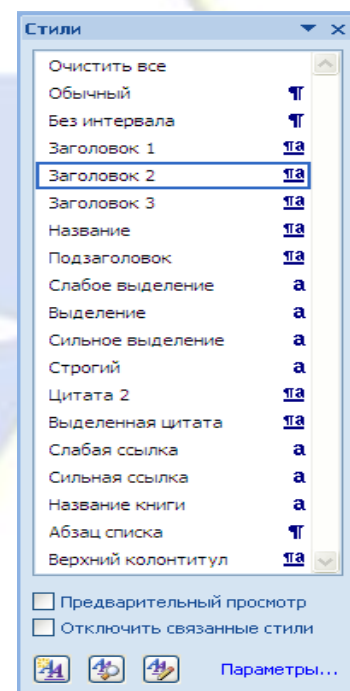 Стили
Очистить все
Обычный ¶
Без интервала ¶
Заголовок 1 ¶a
Заголовок 2 ¶a
Заголовок 3 ¶a
Название ¶a
Подзаголовок ¶a
Слабое выделение a
Выделение a
Сильное выделение a
Строгий a
Цитата 2 ¶a
Выделенная цитата ¶a
Слабая ссылка a
Сильная ссылка a
Название книги a
Абзац списка ¶
Верхний колонтитул ¶a
Предварительный просмотр
Отключить связанные стили
Параметры...